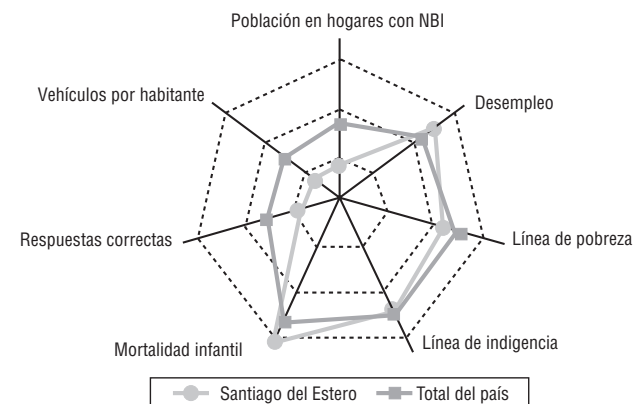 Población en hogares con NBI
Vehículos por habitante
Desempleo
Respuestas correctas
Línea de pobreza
Mortalidad infantil
Línea de indigencia
Santiago del Estero
Total del país